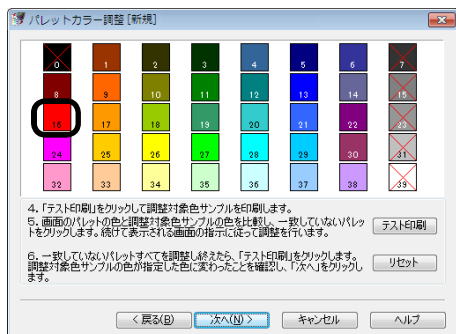 パレットカラー調整 [新規]
0 1 2 3 4 5 6 7
8 9 10 11 12 13 14 15
16 17 18 19 20 21 22 23
24 25 26 27 28 29 30 31
32 33 34 35 36 37 38 39
4. 「テスト印刷」をクリックして調整対象色サンプルを印刷します。
5. 画面のパレットの色と調整対象色サンプルの色を比較し、一致していないパレッ
トをクリックします。続けて表示される画面の指示に従って調整を行います。
テスト印刷
6. 一致していないパレットすべてを調整し終えたら、「テスト印刷」をクリックします。
調整対象色サンプルの色が指定した色に変わったことを確認し、「次へ」をクリックし
ます。
リセット
< 戻る(B) 次へ(N) > キャンセル ヘルプ